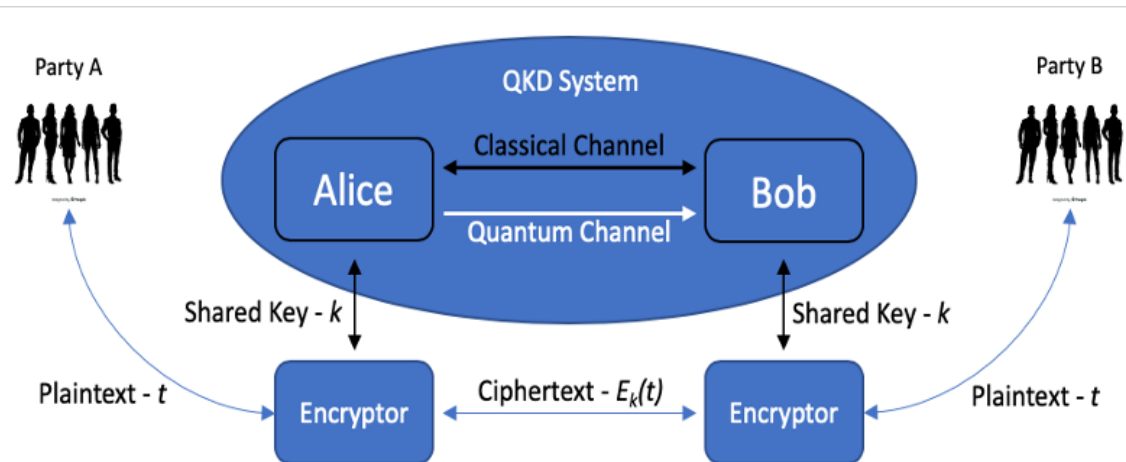 Party A
Party B
QKD System
Classical Channel
Alice
Bob
Quantum Channel
Shared Key - k
Shared Key - k
Plaintext - t
Ciphertext - Ek(t)
Plaintext - t
Encryptor
Encryptor